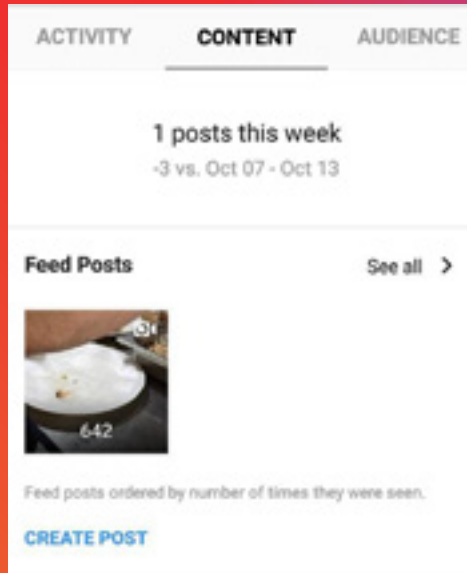 ACTIVITY CONTENT AUDIENCE
1 posts this week
-3 vs. Oct 07 - Oct 13
Feed Posts See all >
642
Feed posts ordered by number of times they were seen.
CREATE POST